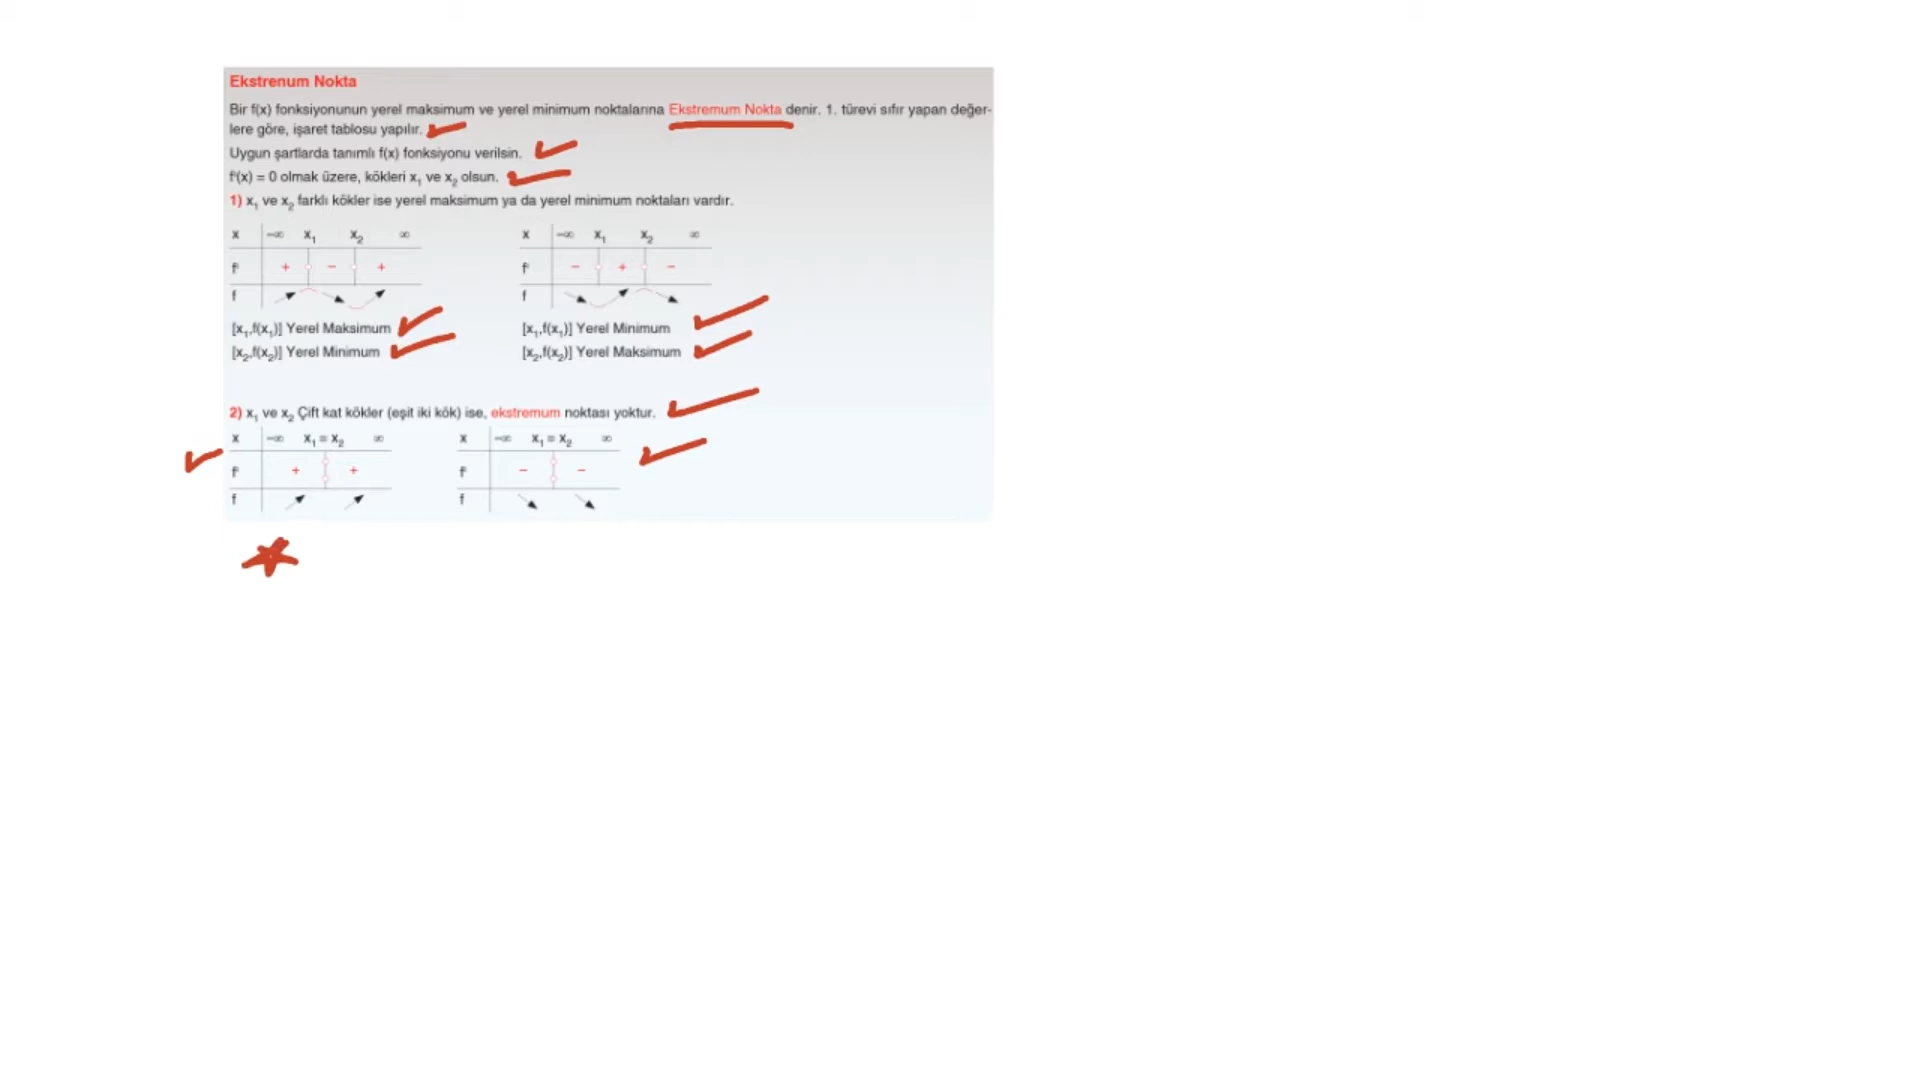 Ekstrenum Nokta
Bir f(x) fonksiyonunun yerel maksimum ve yerel minimum noktalarına Ekstremum Nokta denir. 1. türevi sıfır yapan değer-
lere göre, işaret tablosu yapılır.
Uygun şartlarda tanımlı f(x) fonksiyonu verilsin.
f'(x) = 0 olmak üzere, kökleri x₁ ve x₂ olsun.
1) x₁ ve x₂ farklı kökler ise yerel maksimum ya da yerel minimum noktaları vardır.
x −∞ x₁ x₂ ∞
f' + − +
f
[x₁,f(x₁)] Yerel Maksimum
[x₂,f(x₂)] Yerel Minimum
x −∞ x₁ x₂ ∞
f' − + −
f
[x₁,f(x₁)] Yerel Minimum
[x₂,f(x₂)] Yerel Maksimum
2) x₁ ve x₂ Çift kat kökler (eşit iki kök) ise, ekstremum noktası yoktur.
x −∞ x₁ = x₂ ∞
f' + +
f
x −∞ x₁ = x₂ ∞
f' − −
f